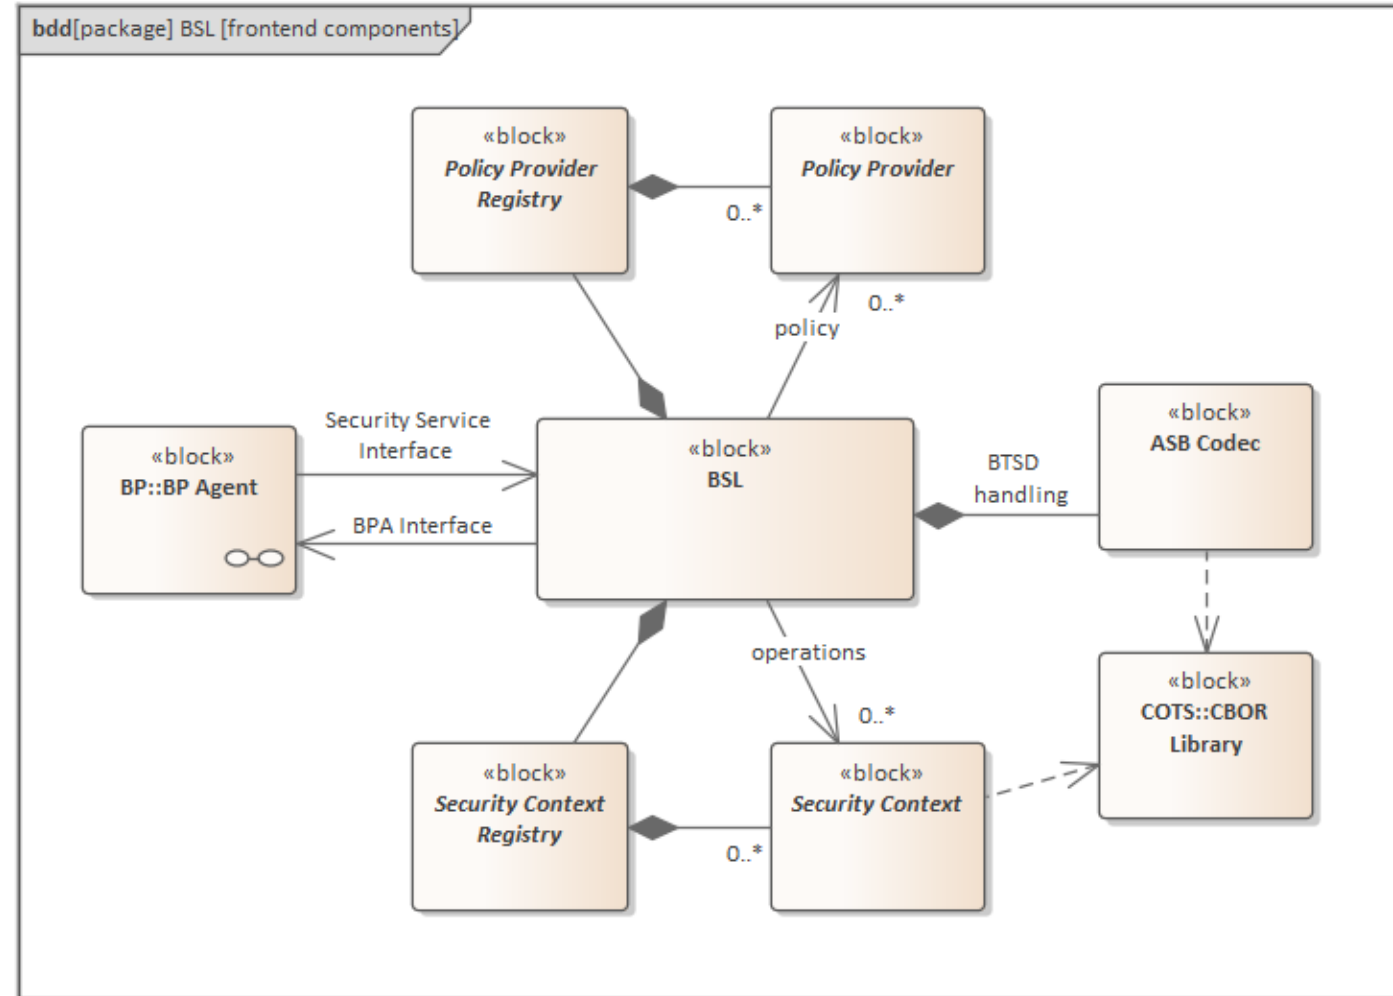 bdd[package] BSL [frontend components]
«block»
Policy Provider
Registry
0..*
«block»
Policy Provider
0..*
policy
Security Service
Interface
«block»
BP::BP Agent
BPA Interface
«block»
BSL
BTSD
handling
«block»
ASB Codec
operations
0..*
«block»
Security Context
Registry
0..*
«block»
Security Context
«block»
COTS::CBOR
Library